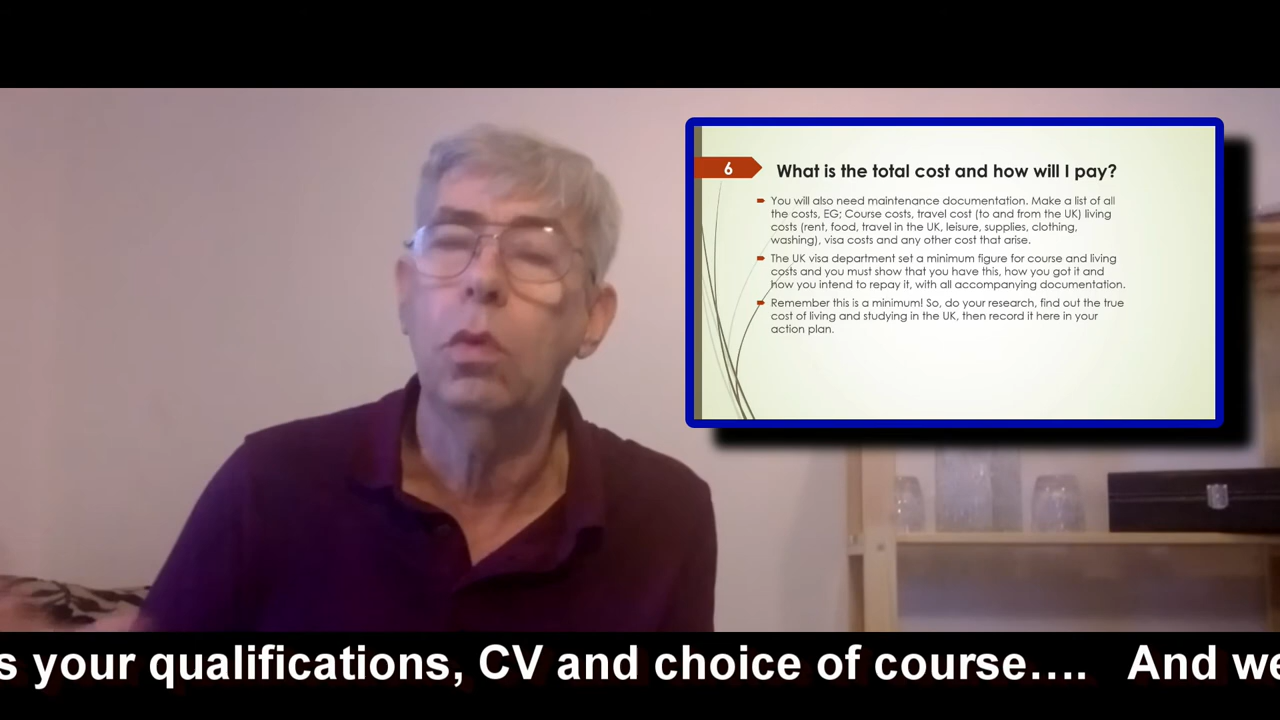 6
What is the total cost and how will I pay?
You will also need maintenance documentation. Make a list of all
the costs, EG; Course costs, travel cost (to and from the UK) living
costs (rent, food, travel in the UK, leisure, supplies, clothing,
washing), visa costs and any other cost that arise.
The UK visa department set a minimum figure for course and living
costs and you must show that you have this, how you got it and
how you intend to repay it, with all accompanying documentation.
Remember this is a minimum! So, do your research, find out the true
cost of living and studying in the UK, then record it here in your
action plan.
s your qualifications, CV and choice of course…. And we